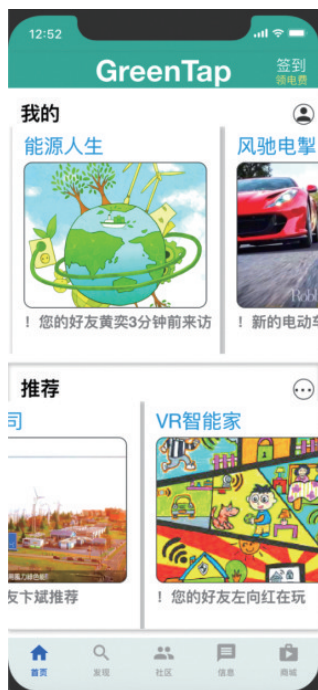 12:52
GreenTap
签到
领电费
我的
能源人生
风驰电掣
! 您的好友黄奕3分钟前来访
! 新的电动车
推荐
司
VR智能家
友卞斌推荐
! 您的好友左向红在玩
首页
发现
社区
信息
商城